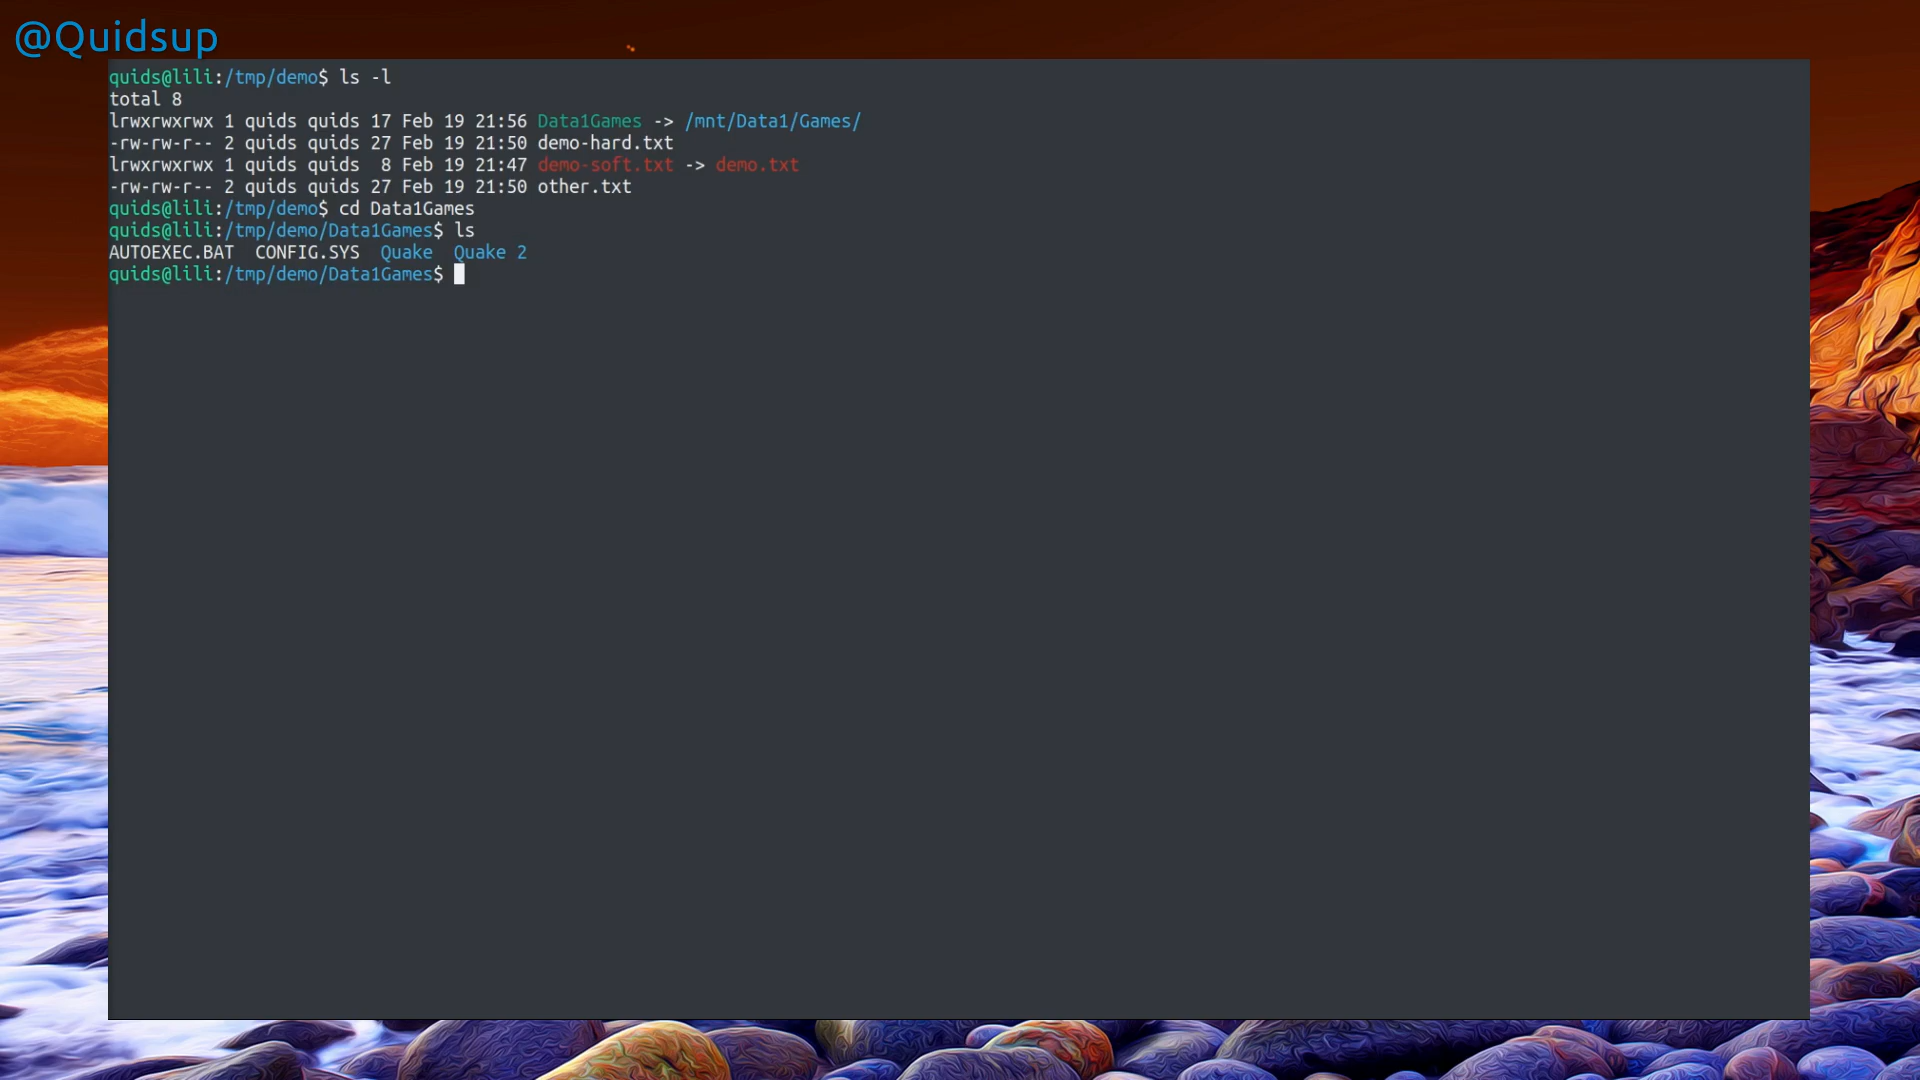 @Quidsup
quids@lili:/tmp/demo$ ls -l
total 8
lrwxrwxrwx 1 quids quids 17 Feb 19 21:56 Data1Games -> /mnt/Data1/Games/
-rw-rw-r-- 2 quids quids 27 Feb 19 21:50 demo-hard.txt
lrwxrwxrwx 1 quids quids  8 Feb 19 21:47 demo-soft.txt -> demo.txt
-rw-rw-r-- 2 quids quids 27 Feb 19 21:50 other.txt
quids@lili:/tmp/demo$ cd Data1Games
quids@lili:/tmp/demo/Data1Games$ ls
AUTOEXEC.BAT  CONFIG.SYS  Quake  Quake 2
quids@lili:/tmp/demo/Data1Games$